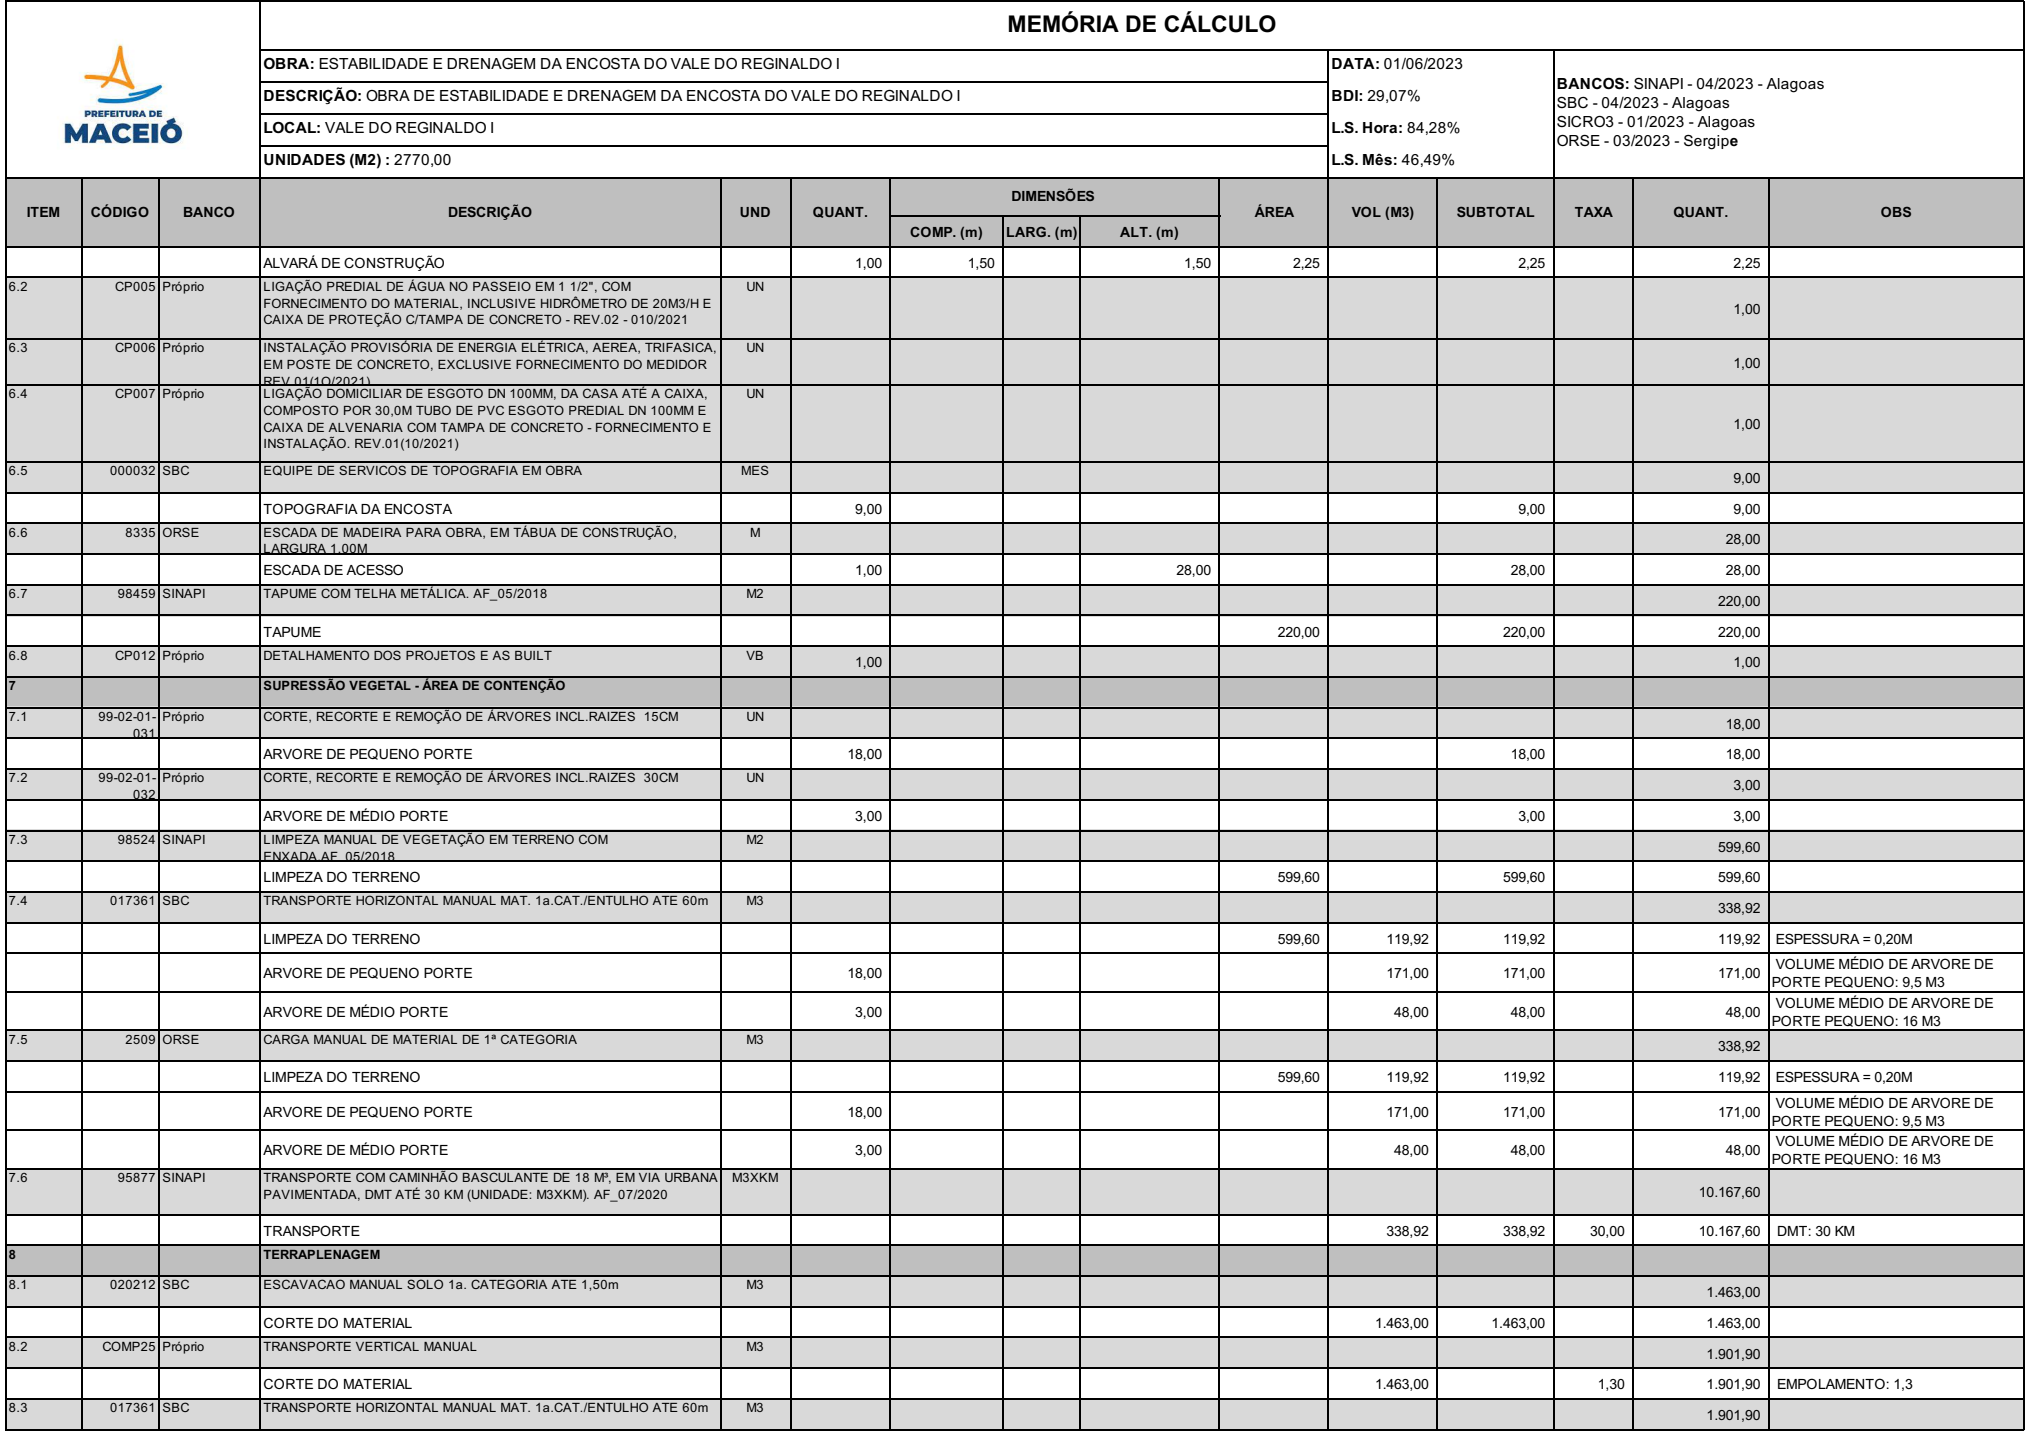 MEMÓRIA DE CÁLCULO
PREFEITURA DE
MACEIÓ
OBRA: ESTABILIDADE E DRENAGEM DA ENCOSTA DO VALE DO REGINALDO I
DESCRIÇÃO: OBRA DE ESTABILIDADE E DRENAGEM DA ENCOSTA DO VALE DO REGINALDO I
LOCAL: VALE DO REGINALDO I
UNIDADES (M2) : 2770,00
DATA: 01/06/2023
BDI: 29,07%
L.S. Hora: 84,28%
L.S. Mês: 46,49%
BANCOS: SINAPI - 04/2023 - Alagoas
SBC - 04/2023 - Alagoas
SICRO3 - 01/2023 - Alagoas
ORSE - 03/2023 - Sergipe
ITEM CÓDIGO BANCO DESCRIÇÃO UND QUANT. DIMENSÕES ÁREA VOL (M3) SUBTOTAL TAXA QUANT. OBS
COMP. (m) LARG. (m) ALT. (m)
ALVARÁ DE CONSTRUÇÃO 1,00 1,50 1,50 2,25 2,25 2,25
6.2 CP005 Próprio LIGAÇÃO PREDIAL DE ÁGUA NO PASSEIO EM 1 1/2", COM UN
FORNECIMENTO DO MATERIAL, INCLUSIVE HIDRÔMETRO DE 20M3/H E
CAIXA DE PROTEÇÃO C/TAMPA DE CONCRETO - REV.02 - 010/2021
1,00
6.3 CP006 Próprio INSTALAÇÃO PROVISÓRIA DE ENERGIA ELÉTRICA, AEREA, TRIFASICA, UN
EM POSTE DE CONCRETO, EXCLUSIVE FORNECIMENTO DO MEDIDOR
REV.01(1O/2021)
1,00
6.4 CP007 Próprio LIGAÇÃO DOMICILIAR DE ESGOTO DN 100MM, DA CASA ATÉ A CAIXA, UN
COMPOSTO POR 30,0M TUBO DE PVC ESGOTO PREDIAL DN 100MM E
CAIXA DE ALVENARIA COM TAMPA DE CONCRETO - FORNECIMENTO E
INSTALAÇÃO. REV.01(10/2021)
1,00
6.5 000032 SBC EQUIPE DE SERVICOS DE TOPOGRAFIA EM OBRA MES 9,00
TOPOGRAFIA DA ENCOSTA 9,00 9,00 9,00
6.6 8335 ORSE ESCADA DE MADEIRA PARA OBRA, EM TÁBUA DE CONSTRUÇÃO, M
LARGURA 1,00M
28,00
ESCADA DE ACESSO 1,00 28,00 28,00 28,00
6.7 98459 SINAPI TAPUME COM TELHA METÁLICA. AF_05/2018 M2 220,00
TAPUME 220,00 220,00 220,00
6.8 CP012 Próprio DETALHAMENTO DOS PROJETOS E AS BUILT VB 1,00 1,00
7 SUPRESSÃO VEGETAL - ÁREA DE CONTENÇÃO
7.1 99-02-01- Próprio CORTE, RECORTE E REMOÇÃO DE ÁRVORES INCL.RAIZES 15CM UN
031 18,00
ARVORE DE PEQUENO PORTE 18,00 18,00 18,00
7.2 99-02-01- Próprio CORTE, RECORTE E REMOÇÃO DE ÁRVORES INCL.RAIZES 30CM UN
032 3,00
ARVORE DE MÉDIO PORTE 3,00 3,00 3,00
7.3 98524 SINAPI LIMPEZA MANUAL DE VEGETAÇÃO EM TERRENO COM M2
ENXADA.AF_05/2018
599,60
LIMPEZA DO TERRENO 599,60 599,60 599,60
7.4 017361 SBC TRANSPORTE HORIZONTAL MANUAL MAT. 1a.CAT./ENTULHO ATE 60m M3 338,92
LIMPEZA DO TERRENO 599,60 119,92 119,92 119,92 ESPESSURA = 0,20M
ARVORE DE PEQUENO PORTE 18,00 171,00 171,00 171,00 VOLUME MÉDIO DE ARVORE DE
PORTE PEQUENO: 9,5 M3
ARVORE DE MÉDIO PORTE 3,00 48,00 48,00 48,00 VOLUME MÉDIO DE ARVORE DE
PORTE PEQUENO: 16 M3
7.5 2509 ORSE CARGA MANUAL DE MATERIAL DE 1ª CATEGORIA M3 338,92
LIMPEZA DO TERRENO 599,60 119,92 119,92 119,92 ESPESSURA = 0,20M
ARVORE DE PEQUENO PORTE 18,00 171,00 171,00 171,00 VOLUME MÉDIO DE ARVORE DE
PORTE PEQUENO: 9,5 M3
ARVORE DE MÉDIO PORTE 3,00 48,00 48,00 48,00 VOLUME MÉDIO DE ARVORE DE
PORTE PEQUENO: 16 M3
7.6 95877 SINAPI TRANSPORTE COM CAMINHÃO BASCULANTE DE 18 M³, EM VIA URBANA M3XKM
PAVIMENTADA, DMT ATÉ 30 KM (UNIDADE: M3XKM). AF_07/2020 10.167,60
TRANSPORTE 338,92 338,92 30,00 10.167,60 DMT: 30 KM
8 TERRAPLENAGEM
8.1 020212 SBC ESCAVACAO MANUAL SOLO 1a. CATEGORIA ATE 1,50m M3 1.463,00
CORTE DO MATERIAL 1.463,00 1.463,00 1.463,00
8.2 COMP25 Próprio TRANSPORTE VERTICAL MANUAL M3 1.901,90
CORTE DO MATERIAL 1.463,00 1,30 1.901,90 EMPOLAMENTO: 1,3
8.3 017361 SBC TRANSPORTE HORIZONTAL MANUAL MAT. 1a.CAT./ENTULHO ATE 60m M3 1.901,90